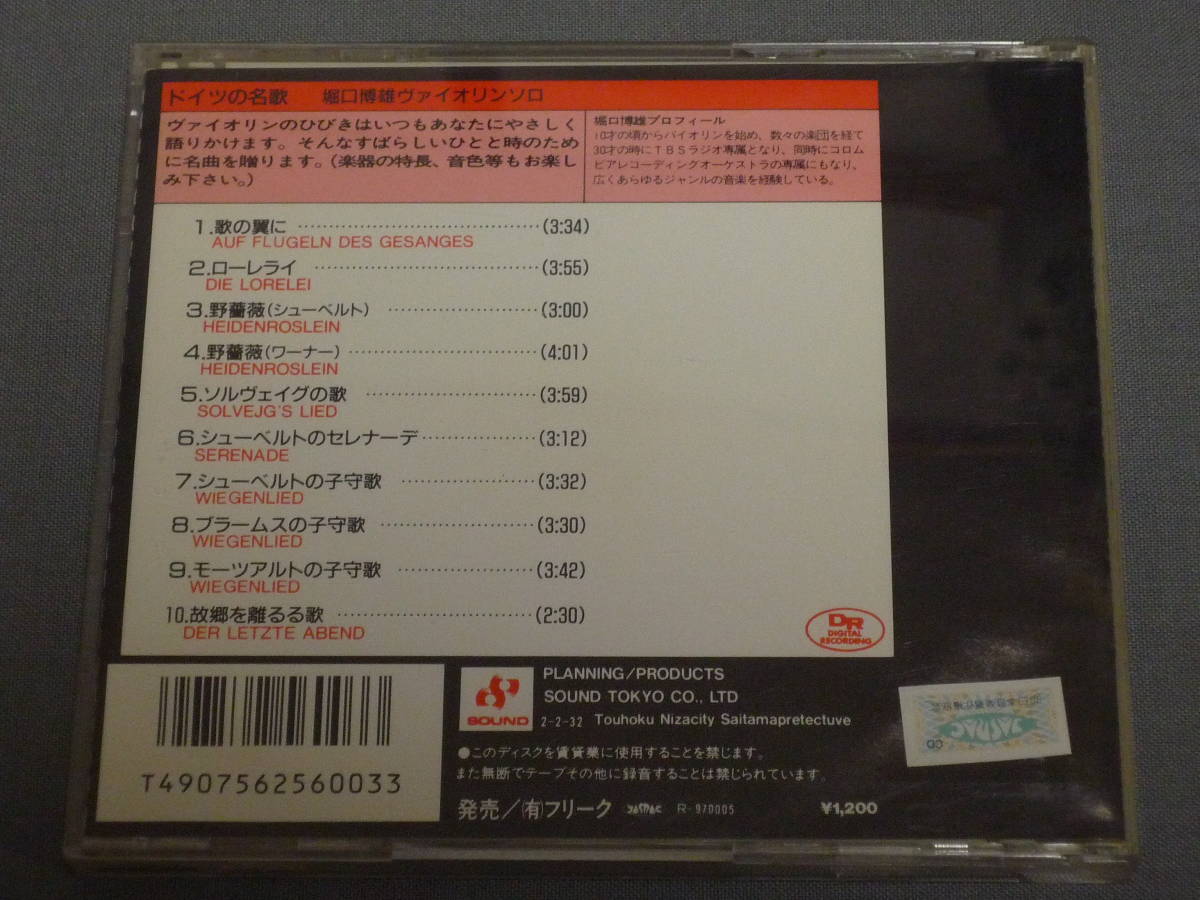 ドイツの名歌 堀口博雄ヴァイオリンソロ
ヴァイオリンのひびきはいつもあなたにやさしく
語りかけます。そんなすばらしいひとと時のため
に名曲を贈ります。(楽器の特長、音色等もお楽し
み下さい。)
堀口博雄プロフィール
10才の頃からバイオリンを始め、数々の楽団を経て
30才の時にTBSラジオ専属となり、同時にコロム
ビアレコーディングオーケストラの専属にもなり、
広くあらゆるジャンルの音楽を経験している。
1.歌の翼に ……………………………… (3:34)
AUF FLUGELN DES GESANGES
2.ローレライ …………………………… (3:55)
DIE LORELEI
3.野薔薇(シューベルト) ………………… (3:00)
HEIDENROSLEIN
4.野薔薇(ワーナー) ……………………… (4:01)
HEIDENROSLEIN
5.ソルヴェイグの歌 …………………… (3:59)
SOLVEJG'S LIED
6.シューベルトのセレナーデ ……………… (3:12)
SERENADE
7.シューベルトの子守歌 ………………… (3:32)
WIEGENLIED
8.ブラームスの子守歌 …………………… (3:30)
WIEGENLIED
9.モーツアルトの子守歌 ………………… (3:42)
WIEGENLIED
10.故郷を離るる歌 ……………………… (2:30)
DER LETZTE ABEND
DR
DIGITAL
RECORDING
T4907562560033
SOUND
PLANNING/PRODUCTS
SOUND TOKYO CO., LTD
2-2-32 Touhoku Nizacity Saitamapretectuve
●このディスクを賃貸業に使用することを禁じます。
また無断でテープその他に録音することは禁じられています。
発売/(有)フリーク JASRAC R-970005 ¥1,200
JASRAC
CD